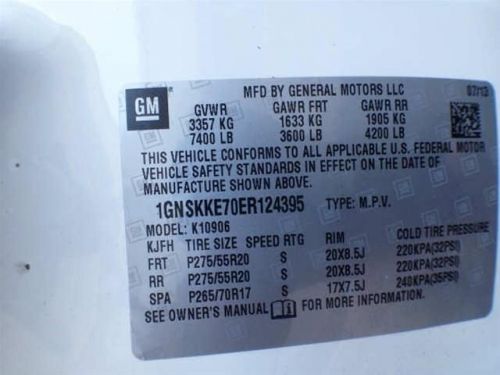 MFD BY GENERAL MOTORS LLC 07/13
GM
GVWR GAWR FRT GAWR RR
3357 KG 1633 KG 1905 KG
7400 LB 3600 LB 4200 LB
THIS VEHICLE CONFORMS TO ALL APPLICABLE U.S. FEDERAL MOTOR
VEHICLE SAFETY STANDARDS IN EFFECT ON THE DATE OF
MANUFACTURE SHOWN ABOVE.
1GNSKKE70ER124395 TYPE: M.P.V.
MODEL: K10906
KJFH TIRE SIZE SPEED RTG RIM COLD TIRE PRESSURE
FRT P275/55R20 S 20X8.5J 220KPA(32PSI)
RR P275/55R20 S 20X8.5J 220KPA(32PSI)
SPA P265/70R17 S 17X7.5J 240KPA(35PSI)
SEE OWNER'S MANUAL FOR MORE INFORMATION.